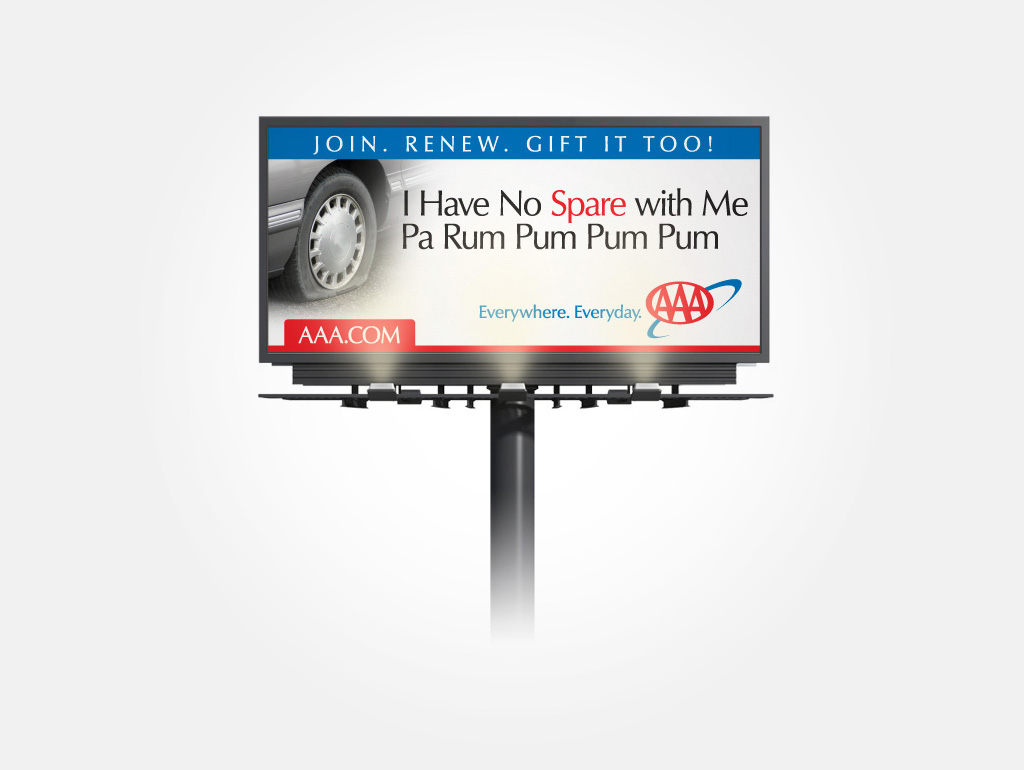 JOIN. RENEW. GIFT IT TOO!
I Have No Spare with Me
Pa Rum Pum Pum Pum
Everywhere. Everyday.
AAA
AAA.COM